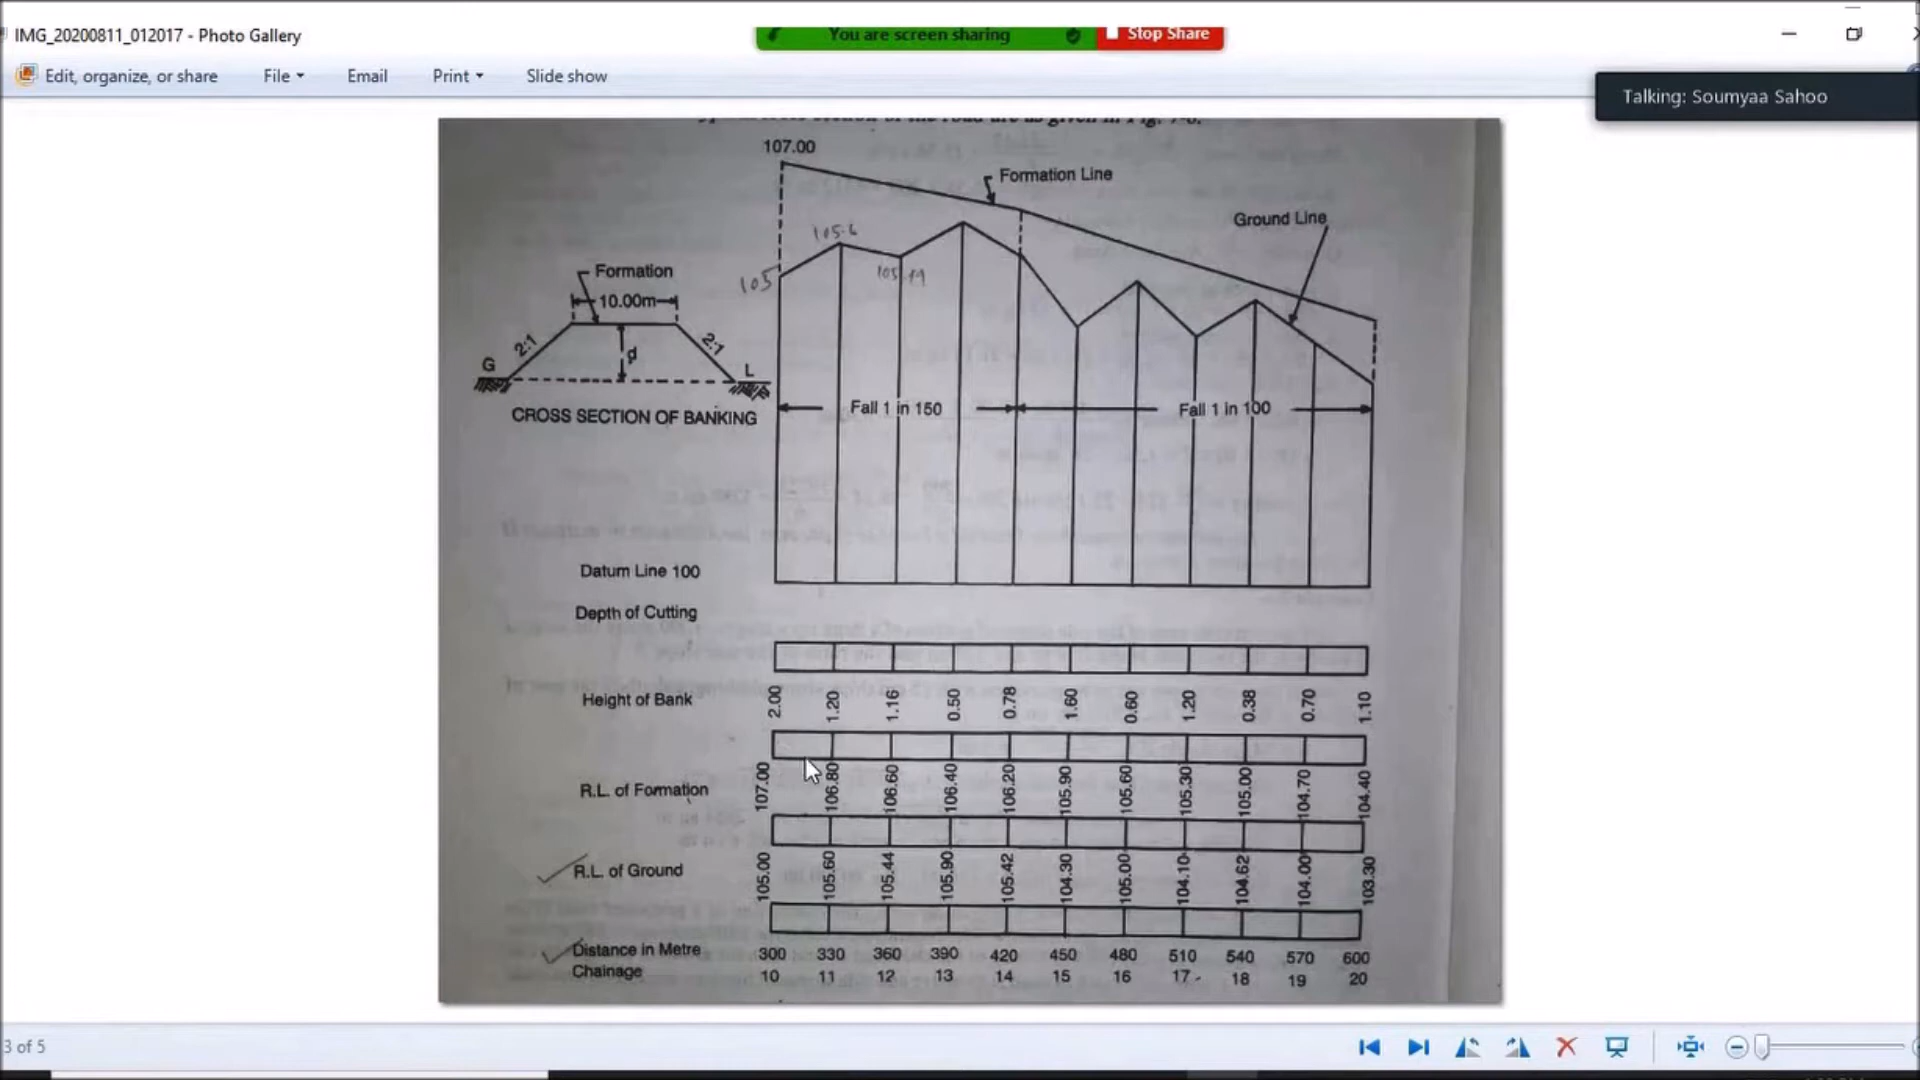 IMG_20200811_012017 - Photo Gallery
You are screen sharing
Stop Share
Edit, organize, or share File Email Print Slide show
Talking: Soumyaa Sahoo
107.00
Formation Line
Ground Line
105.6
105
Formation
10.00m
2:1
2:1
d
G
L
CROSS SECTION OF BANKING
Fall 1 in 150
Fall 1 in 100
Datum Line 100
Depth of Cutting
Height of Bank 2.00 1.20 1.16 0.50 0.78 1.60 0.60 1.20 0.38 0.70 1.10
R.L. of Formation 107.00 106.80 106.60 106.40 106.20 105.90 105.60 105.30 105.00 104.70 104.40
R.L. of Ground 105.00 105.60 105.44 105.90 105.42 104.30 105.00 104.10 104.62 104.00 103.30
Distance in Metre 300 330 360 390 420 450 480 510 540 570 600
Chainage 10 11 12 13 14 15 16 17 18 19 20
3 of 5